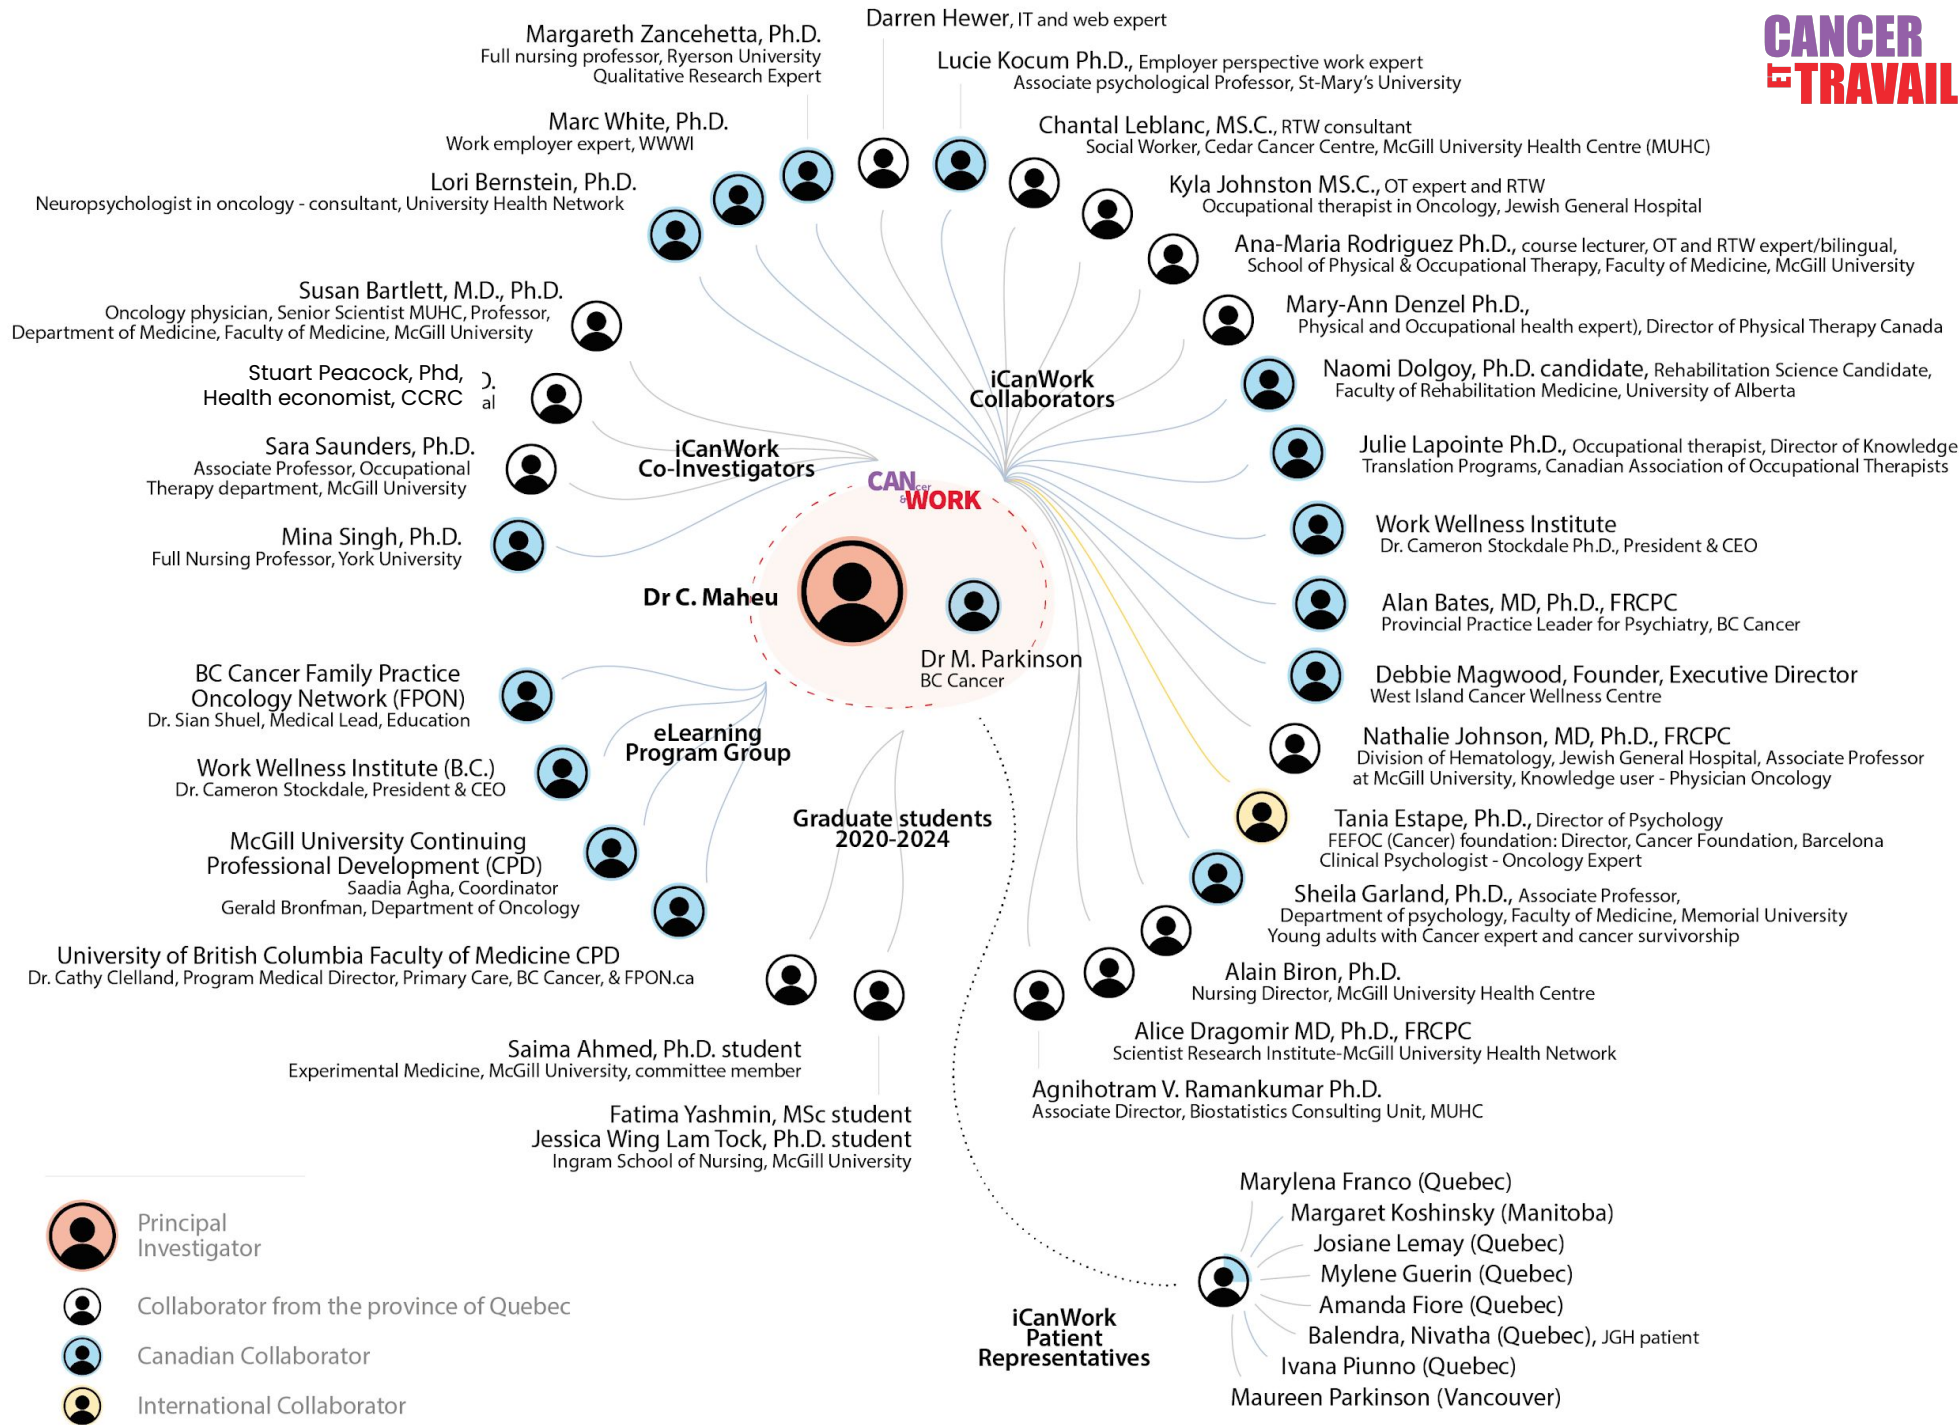 CANCER
ET TRAVAIL
Darren Hewer, IT and web expert
Margareth Zancehetta, Ph.D.
Full nursing professor, Ryerson University
Qualitative Research Expert
Lucie Kocum Ph.D., Employer perspective work expert
Associate psychological Professor, St-Mary's University
Marc White, Ph.D.
Work employer expert, WWWI
Chantal Leblanc, MS.C., RTW consultant
Social Worker, Cedar Cancer Centre, McGill University Health Centre (MUHC)
Lori Bernstein, Ph.D.
Neuropsychologist in oncology - consultant, University Health Network
Kyla Johnston MS.C., OT expert and RTW
Occupational therapist in Oncology, Jewish General Hospital
Ana-Maria Rodriguez Ph.D., course lecturer, OT and RTW expert/bilingual,
School of Physical & Occupational Therapy, Faculty of Medicine, McGill University
Susan Bartlett, M.D., Ph.D.
Oncology physician, Senior Scientist MUHC, Professor,
Department of Medicine, Faculty of Medicine, McGill University
Mary-Ann Denzel Ph.D.,
Physical and Occupational health expert), Director of Physical Therapy Canada
Stuart Peacock, Phd,
Health economist, CCRC
D.
al
Naomi Dolgoy, Ph.D. candidate, Rehabilitation Science Candidate,
Faculty of Rehabilitation Medicine, University of Alberta
iCanWork
Collaborators
Sara Saunders, Ph.D.
Associate Professor, Occupational
Therapy department, McGill University
iCanWork
Co-Investigators
Julie Lapointe Ph.D., Occupational therapist, Director of Knowledge
Translation Programs, Canadian Association of Occupational Therapists
CANcer
&WORK
Mina Singh, Ph.D.
Full Nursing Professor, York University
Work Wellness Institute
Dr. Cameron Stockdale Ph.D., President & CEO
Dr C. Maheu
Dr M. Parkinson
BC Cancer
Alan Bates, MD, Ph.D., FRCPC
Provincial Practice Leader for Psychiatry, BC Cancer
Debbie Magwood, Founder, Executive Director
West Island Cancer Wellness Centre
BC Cancer Family Practice
Oncology Network (FPON)
Dr. Sian Shuel, Medical Lead, Education
eLearning
Program Group
Nathalie Johnson, MD, Ph.D., FRCPC
Division of Hematology, Jewish General Hospital, Associate Professor
at McGill University, Knowledge user - Physician Oncology
Work Wellness Institute (B.C.)
Dr. Cameron Stockdale, President & CEO
Graduate students
2020-2024
Tania Estape, Ph.D., Director of Psychology
FEFOC (Cancer) foundation: Director, Cancer Foundation, Barcelona
Clinical Psychologist - Oncology Expert
McGill University Continuing
Professional Development (CPD)
Saadia Agha, Coordinator
Gerald Bronfman, Department of Oncology
Sheila Garland, Ph.D., Associate Professor,
Department of psychology, Faculty of Medicine, Memorial University
Young adults with Cancer expert and cancer survivorship
University of British Columbia Faculty of Medicine CPD
Dr. Cathy Clelland, Program Medical Director, Primary Care, BC Cancer, & FPON.ca
Alain Biron, Ph.D.
Nursing Director, McGill University Health Centre
Alice Dragomir MD, Ph.D., FRCPC
Scientist Research Institute-McGill University Health Network
Saima Ahmed, Ph.D. student
Experimental Medicine, McGill University, committee member
Agnihotram V. Ramankumar Ph.D.
Associate Director, Biostatistics Consulting Unit, MUHC
Fatima Yashmin, MSc student
Jessica Wing Lam Tock, Ph.D. student
Ingram School of Nursing, McGill University
Marylena Franco (Quebec)
Margaret Koshinsky (Manitoba)
Josiane Lemay (Quebec)
Mylene Guerin (Quebec)
Amanda Fiore (Quebec)
Balendra, Nivatha (Quebec), JGH patient
Ivana Piunno (Quebec)
Maureen Parkinson (Vancouver)
iCanWork
Patient
Representatives
Principal
Investigator
Collaborator from the province of Quebec
Canadian Collaborator
International Collaborator